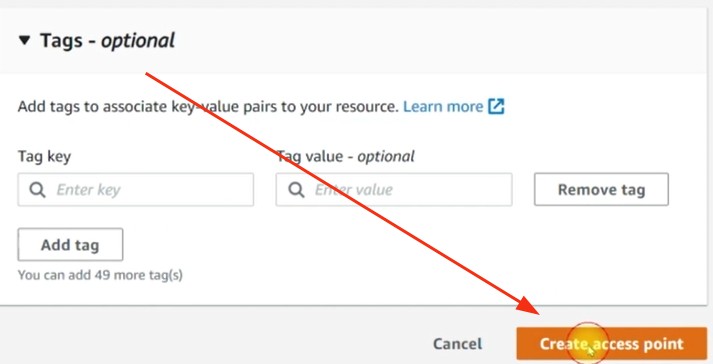 Tags - optional
Add tags to associate key-value pairs to your resource. Learn more
Tag key
Tag value - optional
Enter key
Enter value
Remove tag
Add tag
You can add 49 more tag(s)
Cancel
Create access point